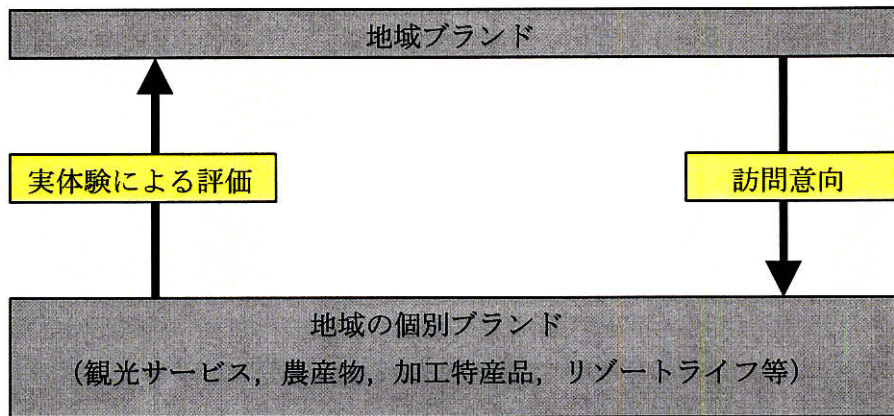 地域ブランド
実体験による評価
訪問意向
地域の個別ブランド
（観光サービス，農産物，加工特産品，リゾートライフ等）